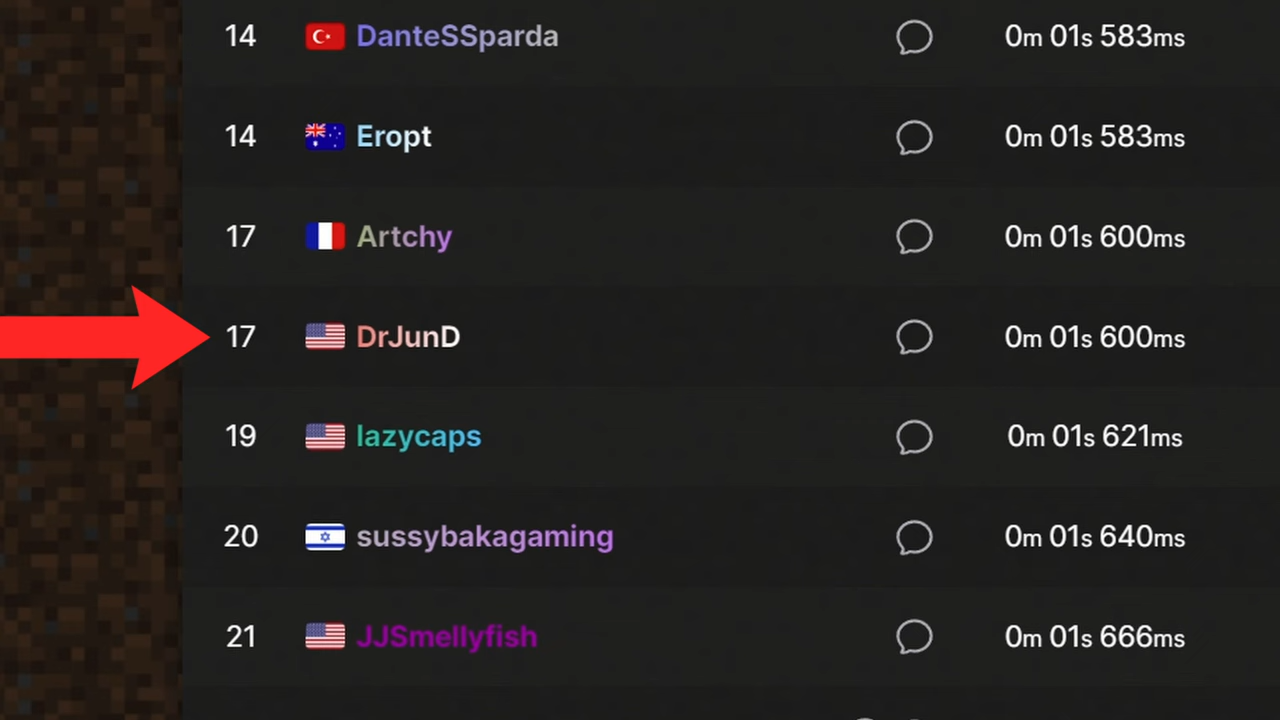 14 DanteSSparda 0m 01s 583ms
14 Eropt 0m 01s 583ms
17 Artchy 0m 01s 600ms
17 DrJunD 0m 01s 600ms
19 lazycaps 0m 01s 621ms
20 sussybakagaming 0m 01s 640ms
21 JJSmellyfish 0m 01s 666ms